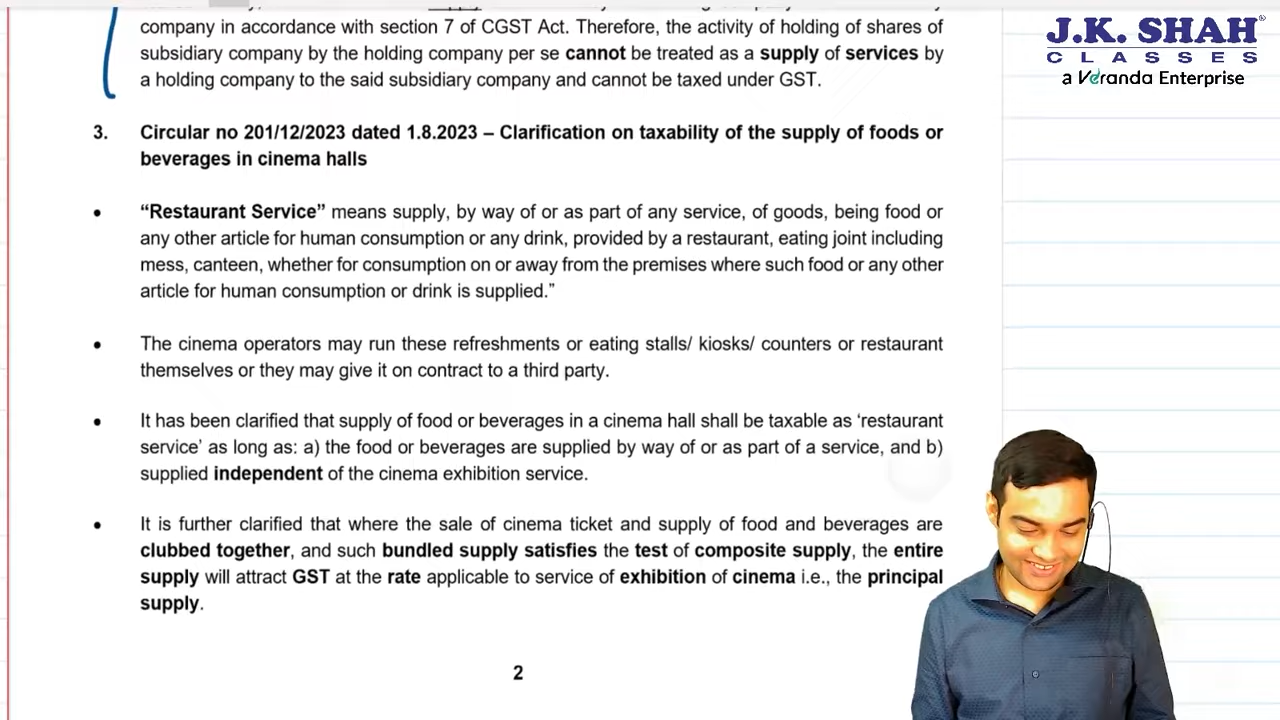 company in accordance with section 7 of CGST Act. Therefore, the activity of holding of shares of
subsidiary company by the holding company per se cannot be treated as a supply of services by
a holding company to the said subsidiary company and cannot be taxed under GST.
3. Circular no 201/12/2023 dated 1.8.2023 – Clarification on taxability of the supply of foods or
beverages in cinema halls
• “Restaurant Service” means supply, by way of or as part of any service, of goods, being food or
any other article for human consumption or any drink, provided by a restaurant, eating joint including
mess, canteen, whether for consumption on or away from the premises where such food or any other
article for human consumption or drink is supplied.”
• The cinema operators may run these refreshments or eating stalls/ kiosks/ counters or restaurant
themselves or they may give it on contract to a third party.
• It has been clarified that supply of food or beverages in a cinema hall shall be taxable as ‘restaurant
service’ as long as: a) the food or beverages are supplied by way of or as part of a service, and b)
supplied independent of the cinema exhibition service.
• It is further clarified that where the sale of cinema ticket and supply of food and beverages are
clubbed together, and such bundled supply satisfies the test of composite supply, the entire
supply will attract GST at the rate applicable to service of exhibition of cinema i.e., the principal
supply.
2
J.K. SHAH®
CLASSES
a Veranda Enterprise